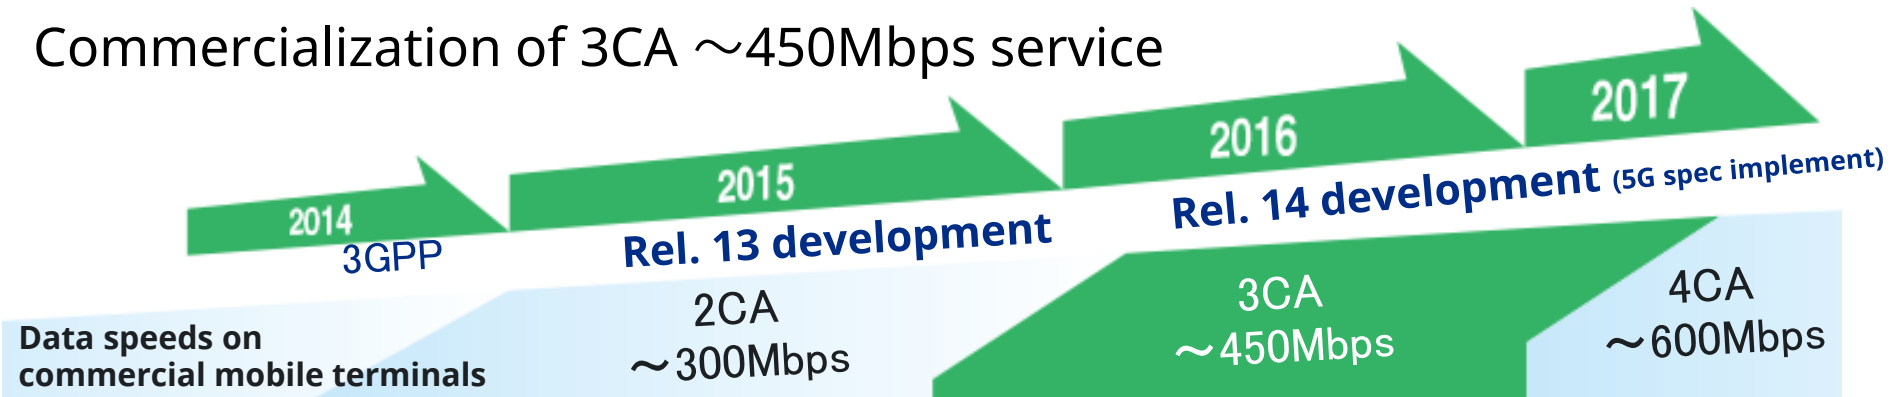 Commercialization of 3CA ～450Mbps service
2014
2015
2016
2017
3GPP
Rel. 13 development
Rel. 14 development (5G spec implement)
Data speeds on
commercial mobile terminals
2CA
～300Mbps
3CA
～450Mbps
4CA
～600Mbps